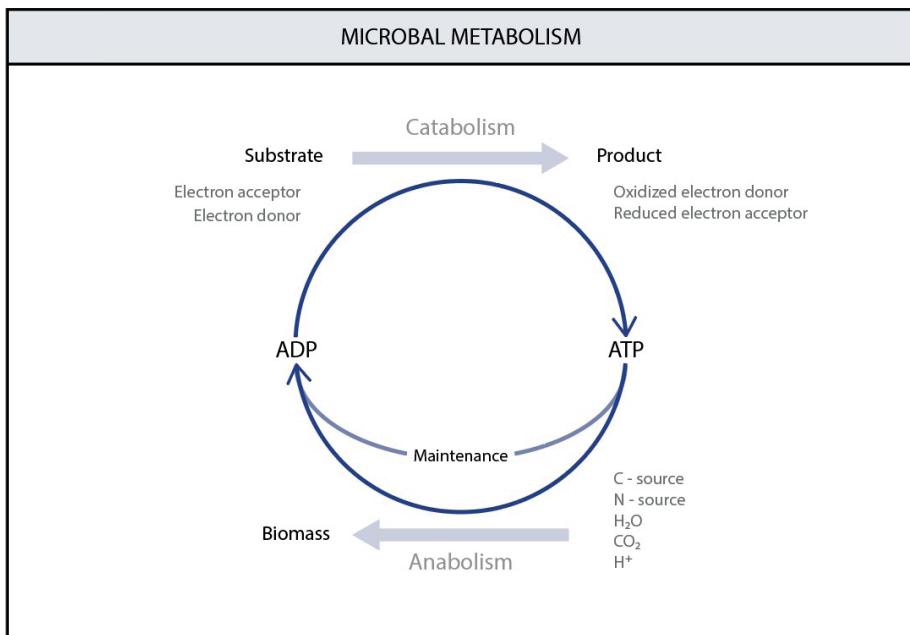 MICROBAL METABOLISM
Catabolism
Substrate
Product
Electron acceptor
Electron donor
Oxidized electron donor
Reduced electron acceptor
ADP
ATP
Maintenance
C - source
N - source
H₂O
CO₂
H⁺
Biomass
Anabolism